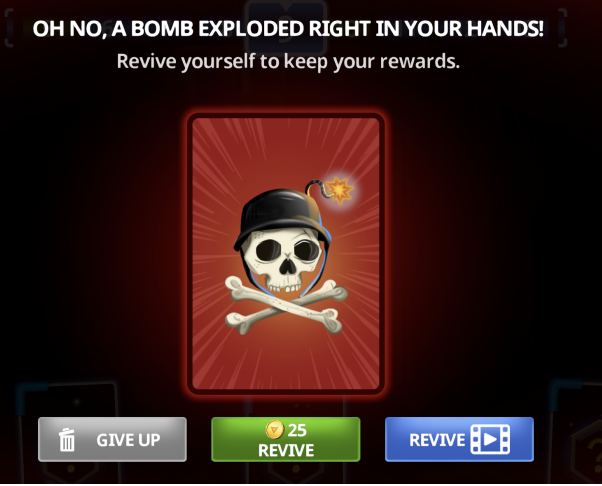 OH NO, A BOMB EXPLODED RIGHT IN YOUR HANDS!
Revive yourself to keep your rewards.
GIVE UP
25
REVIVE
REVIVE